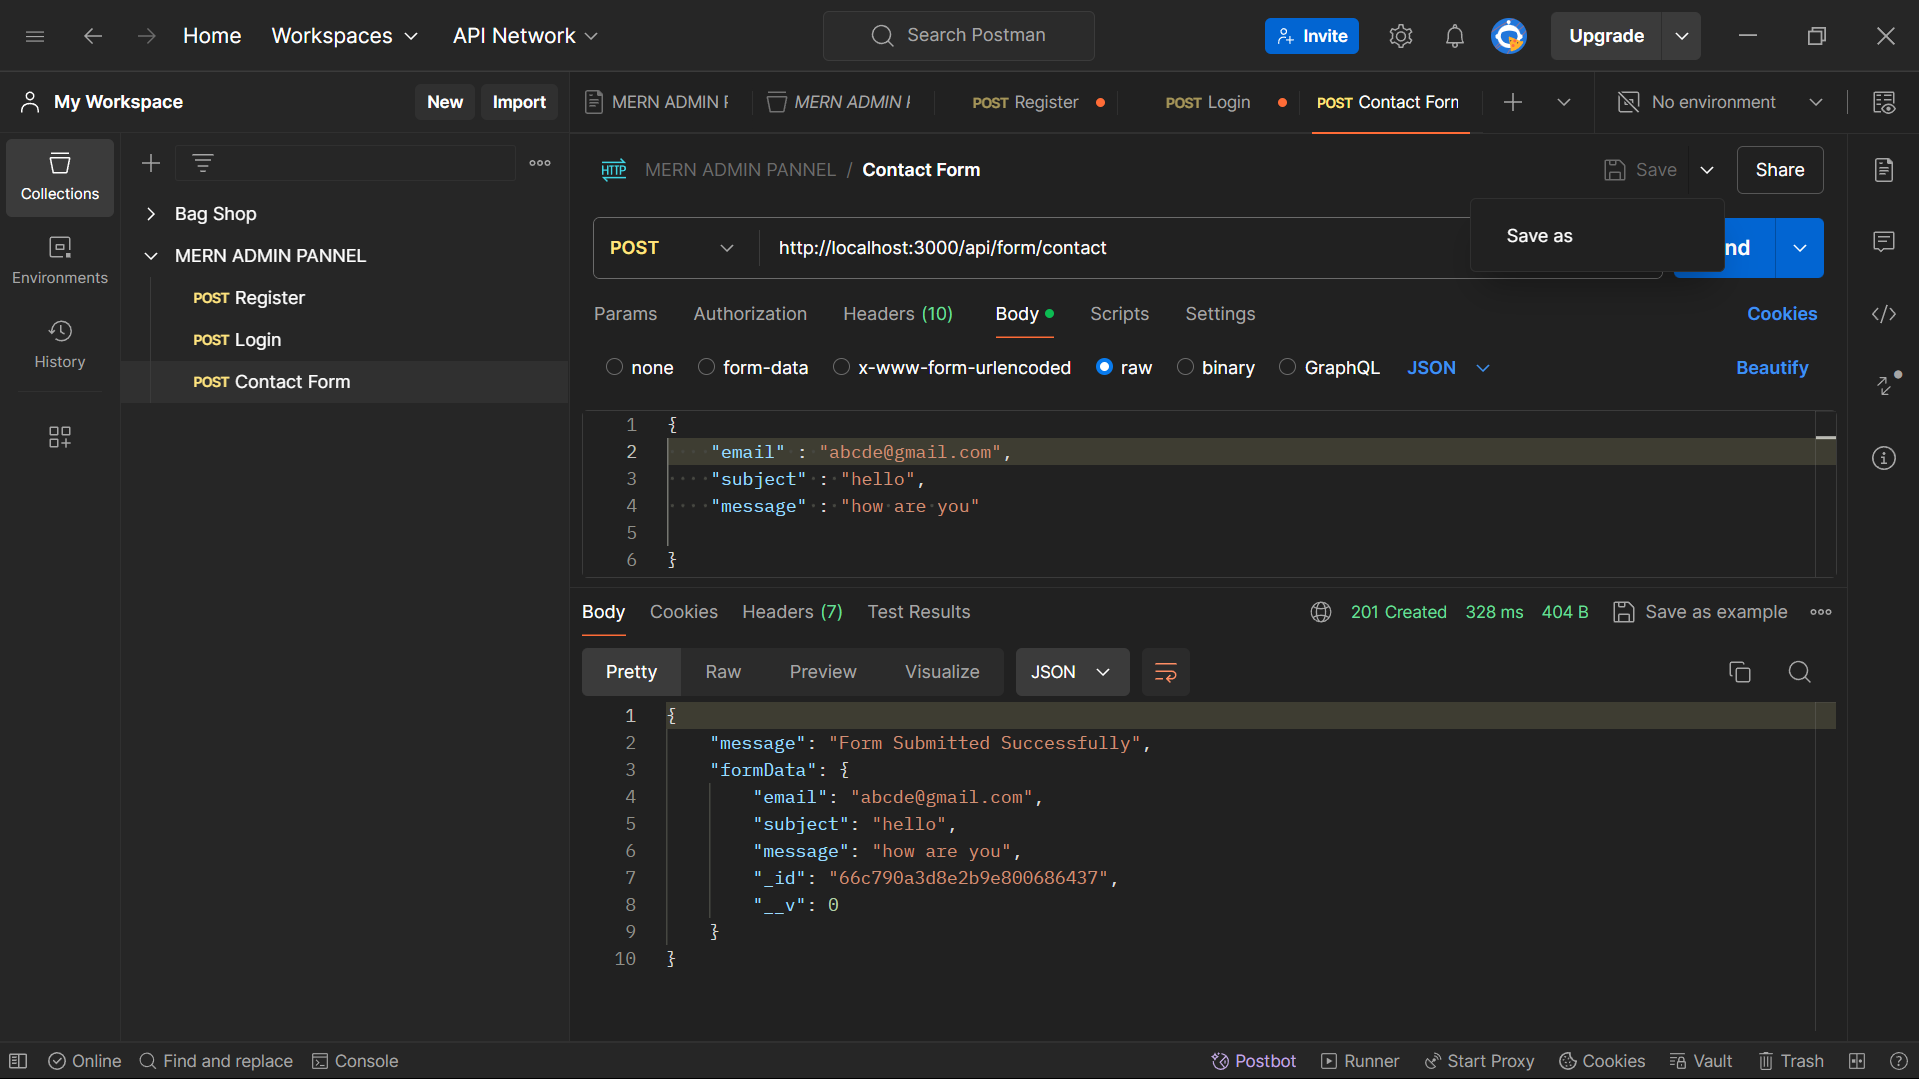 Home Workspaces API Network Search Postman Invite Upgrade
My Workspace New Import MERN ADMIN F MERN ADMIN F POST Register POST Login POST Contact Form No environment
Collections
Environments
History
Bag Shop
MERN ADMIN PANNEL
POST Register
POST Login
POST Contact Form
HTTP MERN ADMIN PANNEL / Contact Form Save Share
Save as
POST http://localhost:3000/api/form/contact nd
Params Authorization Headers (10) Body Scripts Settings Cookies
none form-data x-www-form-urlencoded raw binary GraphQL JSON Beautify
1 {
2 "email" : "abcde@gmail.com",
3 "subject" : "hello",
4 "message" : "how are you"
5
6 }
Body Cookies Headers (7) Test Results 201 Created 328 ms 404 B Save as example
Pretty Raw Preview Visualize JSON
1 {
2 "message": "Form Submitted Successfully",
3 "formData": {
4 "email": "abcde@gmail.com",
5 "subject": "hello",
6 "message": "how are you",
7 "_id": "66c790a3d8e2b9e800686437",
8 "__v": 0
9 }
10 }
Online Find and replace Console Postbot Runner Start Proxy Cookies Vault Trash